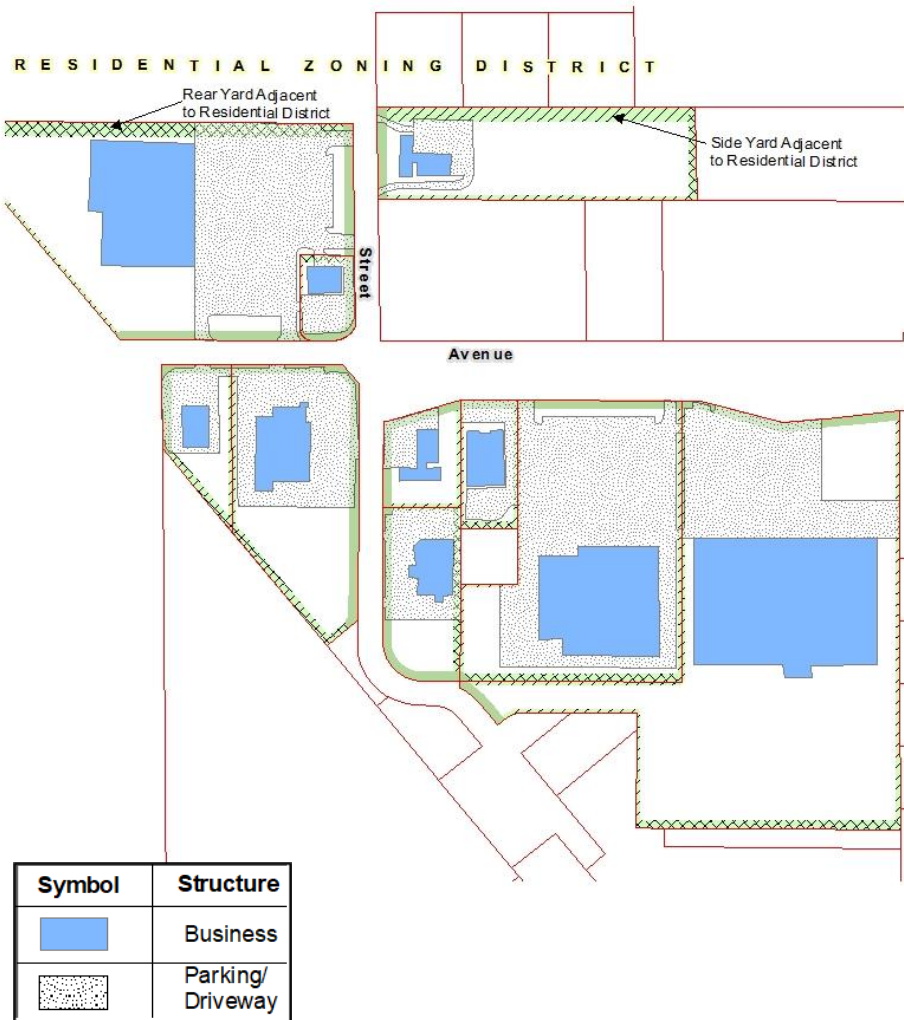 RESIDENTIAL ZONING DISTRICT
Rear Yard Adjacent
to Residential District
Side Yard Adjacent
to Residential District
Street
Avenue
Symbol Structure
Business
Parking/
Driveway